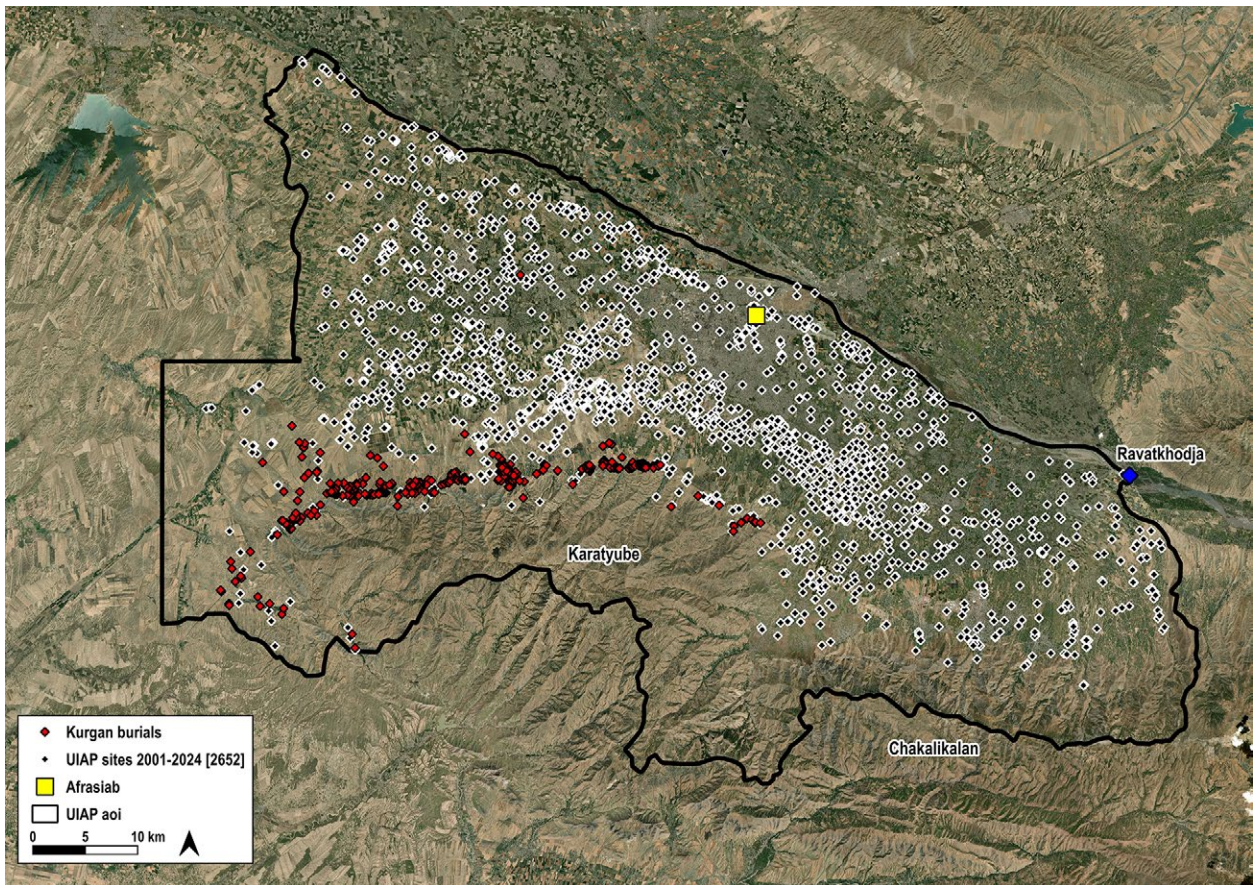 Ravatkhodja
Karatyube
Chakalikalan
Kurgan burials
UIAP sites 2001-2024 [2652]
Afrasiab
UIAP aoi
0 5 10 km